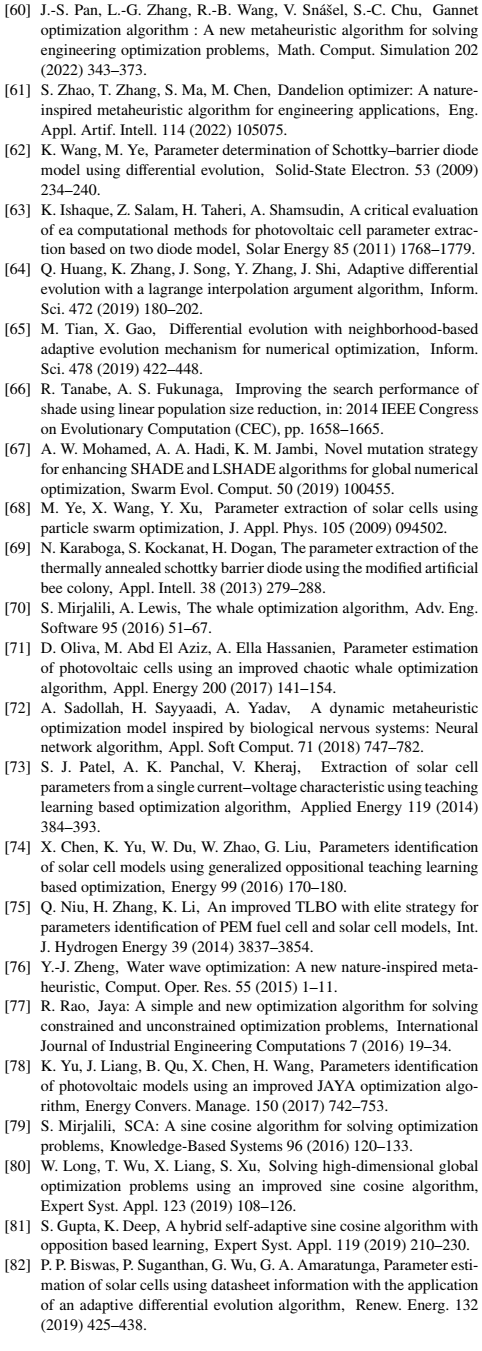 [60] J.-S. Pan, L.-G. Zhang, R.-B. Wang, V. Snášel, S.-C. Chu, Gannet
optimization algorithm : A new metaheuristic algorithm for solving
engineering optimization problems, Math. Comput. Simulation 202
(2022) 343–373.
[61] S. Zhao, T. Zhang, S. Ma, M. Chen, Dandelion optimizer: A nature-
inspired metaheuristic algorithm for engineering applications, Eng.
Appl. Artif. Intell. 114 (2022) 105075.
[62] K. Wang, M. Ye, Parameter determination of Schottky–barrier diode
model using differential evolution, Solid-State Electron. 53 (2009)
234–240.
[63] K. Ishaque, Z. Salam, H. Taheri, A. Shamsudin, A critical evaluation
of ea computational methods for photovoltaic cell parameter extrac-
tion based on two diode model, Solar Energy 85 (2011) 1768–1779.
[64] Q. Huang, K. Zhang, J. Song, Y. Zhang, J. Shi, Adaptive differential
evolution with a lagrange interpolation argument algorithm, Inform.
Sci. 472 (2019) 180–202.
[65] M. Tian, X. Gao, Differential evolution with neighborhood-based
adaptive evolution mechanism for numerical optimization, Inform.
Sci. 478 (2019) 422–448.
[66] R. Tanabe, A. S. Fukunaga, Improving the search performance of
shade using linear population size reduction, in: 2014 IEEE Congress
on Evolutionary Computation (CEC), pp. 1658–1665.
[67] A. W. Mohamed, A. A. Hadi, K. M. Jambi, Novel mutation strategy
for enhancing SHADE and LSHADE algorithms for global numerical
optimization, Swarm Evol. Comput. 50 (2019) 100455.
[68] M. Ye, X. Wang, Y. Xu, Parameter extraction of solar cells using
particle swarm optimization, J. Appl. Phys. 105 (2009) 094502.
[69] N. Karaboga, S. Kockanat, H. Dogan, The parameter extraction of the
thermally annealed schottky barrier diode using the modified artificial
bee colony, Appl. Intell. 38 (2013) 279–288.
[70] S. Mirjalili, A. Lewis, The whale optimization algorithm, Adv. Eng.
Software 95 (2016) 51–67.
[71] D. Oliva, M. Abd El Aziz, A. Ella Hassanien, Parameter estimation
of photovoltaic cells using an improved chaotic whale optimization
algorithm, Appl. Energy 200 (2017) 141–154.
[72] A. Sadollah, H. Sayyaadi, A. Yadav, A dynamic metaheuristic
optimization model inspired by biological nervous systems: Neural
network algorithm, Appl. Soft Comput. 71 (2018) 747–782.
[73] S. J. Patel, A. K. Panchal, V. Kheraj, Extraction of solar cell
parameters from a single current–voltage characteristic using teaching
learning based optimization algorithm, Applied Energy 119 (2014)
384–393.
[74] X. Chen, K. Yu, W. Du, W. Zhao, G. Liu, Parameters identification
of solar cell models using generalized oppositional teaching learning
based optimization, Energy 99 (2016) 170–180.
[75] Q. Niu, H. Zhang, K. Li, An improved TLBO with elite strategy for
parameters identification of PEM fuel cell and solar cell models, Int.
J. Hydrogen Energy 39 (2014) 3837–3854.
[76] Y.-J. Zheng, Water wave optimization: A new nature-inspired meta-
heuristic, Comput. Oper. Res. 55 (2015) 1–11.
[77] R. Rao, Jaya: A simple and new optimization algorithm for solving
constrained and unconstrained optimization problems, International
Journal of Industrial Engineering Computations 7 (2016) 19–34.
[78] K. Yu, J. Liang, B. Qu, X. Chen, H. Wang, Parameters identification
of photovoltaic models using an improved JAYA optimization algo-
rithm, Energy Convers. Manage. 150 (2017) 742–753.
[79] S. Mirjalili, SCA: A sine cosine algorithm for solving optimization
problems, Knowledge-Based Systems 96 (2016) 120–133.
[80] W. Long, T. Wu, X. Liang, S. Xu, Solving high-dimensional global
optimization problems using an improved sine cosine algorithm,
Expert Syst. Appl. 123 (2019) 108–126.
[81] S. Gupta, K. Deep, A hybrid self-adaptive sine cosine algorithm with
opposition based learning, Expert Syst. Appl. 119 (2019) 210–230.
[82] P. P. Biswas, P. Suganthan, G. Wu, G. A. Amaratunga, Parameter esti-
mation of solar cells using datasheet information with the application
of an adaptive differential evolution algorithm, Renew. Energ. 132
(2019) 425–438.